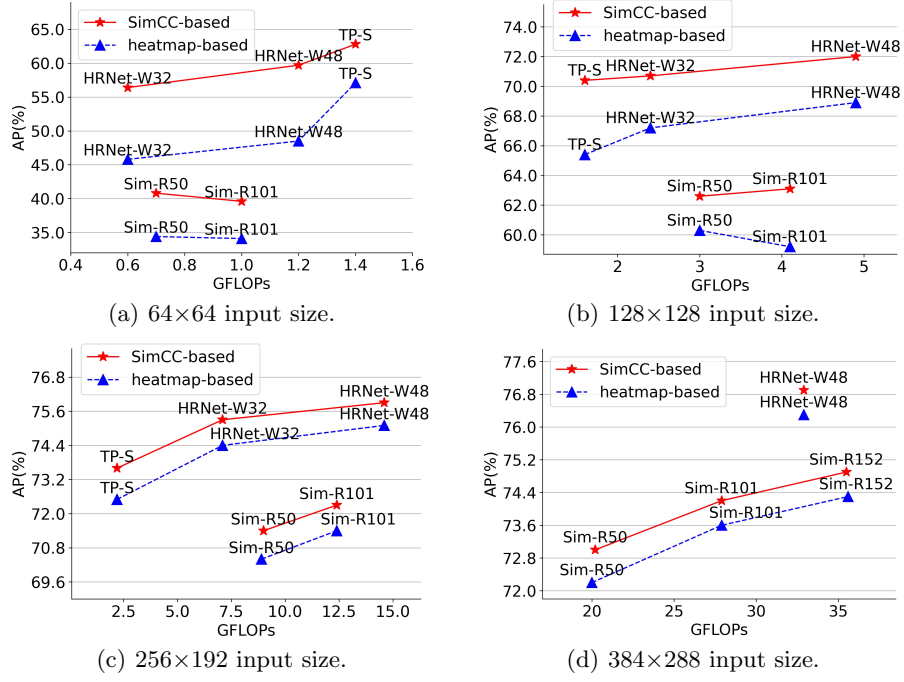 SimCC-based
heatmap-based
65.0
60.0
55.0
50.0
45.0
40.0
35.0
AP(%)
HRNet-W32
HRNet-W48
TP-S
TP-S
HRNet-W32
HRNet-W48
Sim-R50
Sim-R101
Sim-R50
Sim-R101
0.4 0.6 0.8 1.0 1.2 1.4 1.6
GFLOPs
(a) 64×64 input size.
SimCC-based
heatmap-based
74.0
72.0
70.0
68.0
66.0
64.0
62.0
60.0
AP(%)
TP-S
HRNet-W32
HRNet-W48
TP-S
HRNet-W32
HRNet-W48
Sim-R50
Sim-R101
Sim-R50
Sim-R101
2 3 4 5
GFLOPs
(b) 128×128 input size.
SimCC-based
heatmap-based
76.8
75.6
74.4
73.2
72.0
70.8
69.6
AP(%)
TP-S
HRNet-W32
HRNet-W48
TP-S
HRNet-W32
HRNet-W48
Sim-R50
Sim-R101
Sim-R50
Sim-R101
2.5 5.0 7.5 10.0 12.5 15.0
GFLOPs
(c) 256×192 input size.
SimCC-based
heatmap-based
77.6
76.8
76.0
75.2
74.4
73.6
72.8
72.0
AP(%)
HRNet-W48
HRNet-W48
Sim-R50
Sim-R101
Sim-R152
Sim-R50
Sim-R101
Sim-R152
20 25 30 35
GFLOPs
(d) 384×288 input size.